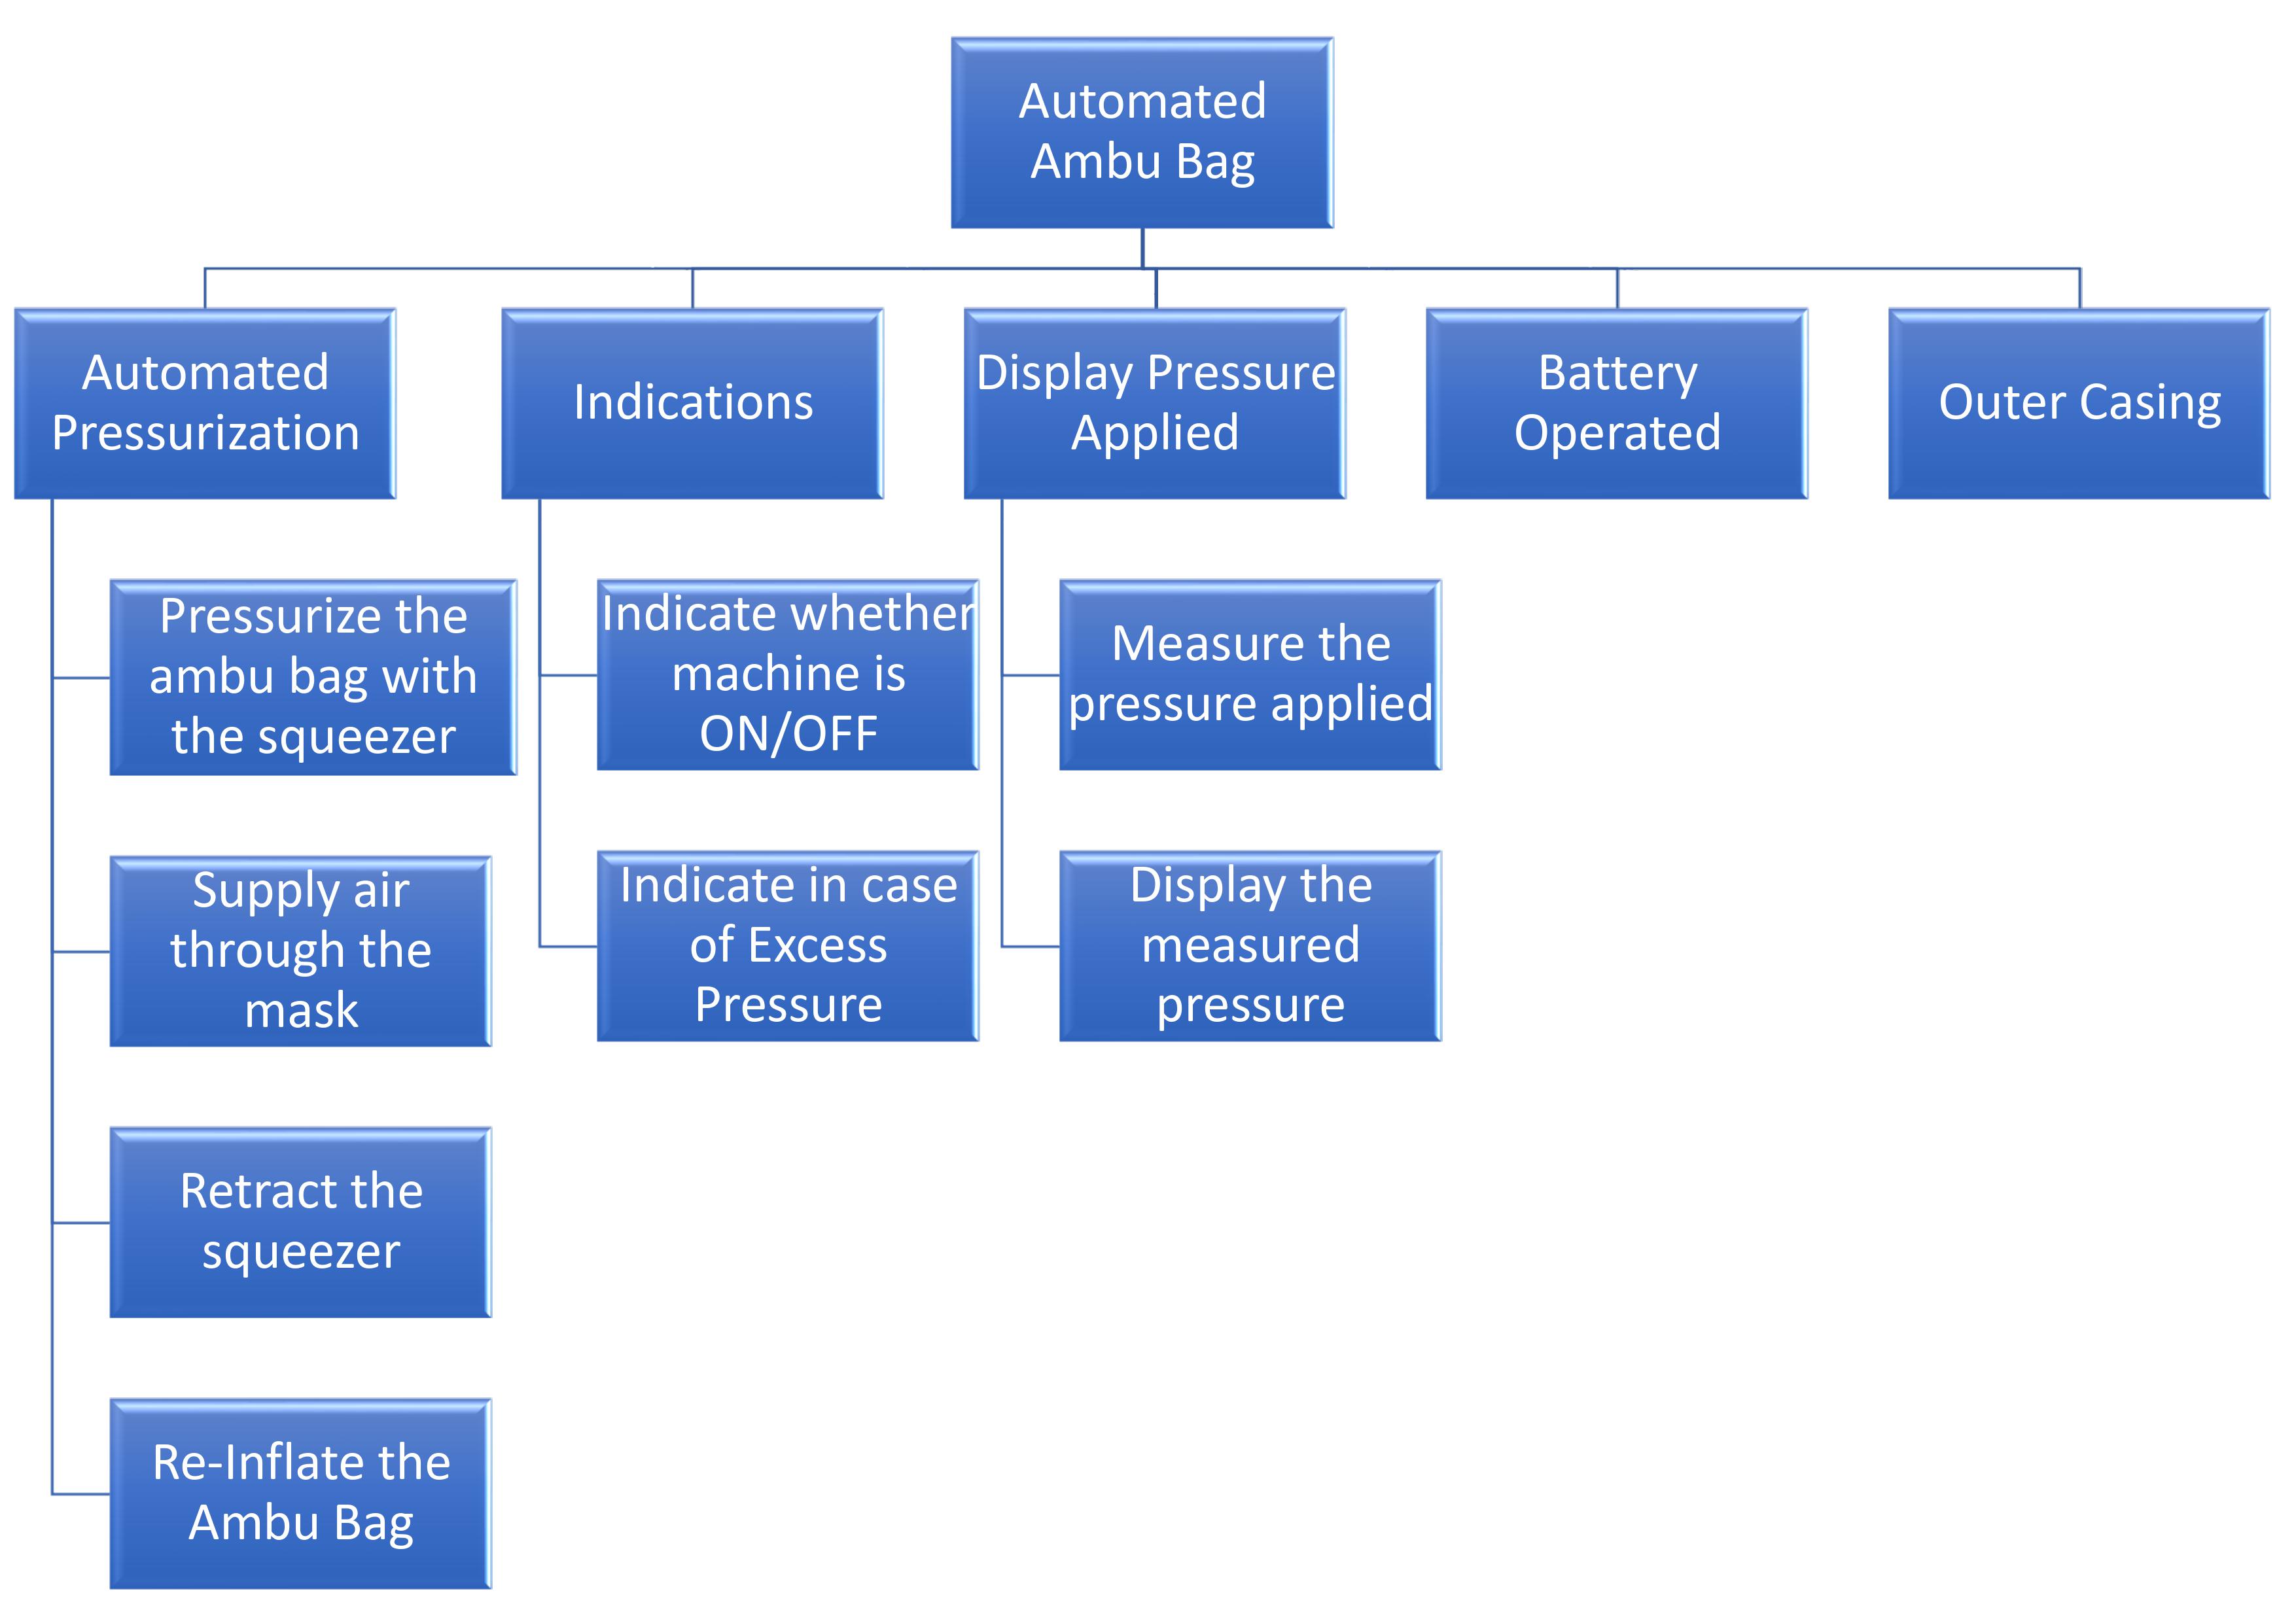 Automated
Ambu Bag
Automated
Pressurization
Indications
Display Pressure
Applied
Battery
Operated
Outer Casing
Pressurize the
ambu bag with
the squeezer
Supply air
through the
mask
Retract the
squeezer
Re-Inflate the
Ambu Bag
Indicate whether
machine is
ON/OFF
Indicate in case
of Excess
Pressure
Measure the
pressure applied
Display the
measured
pressure